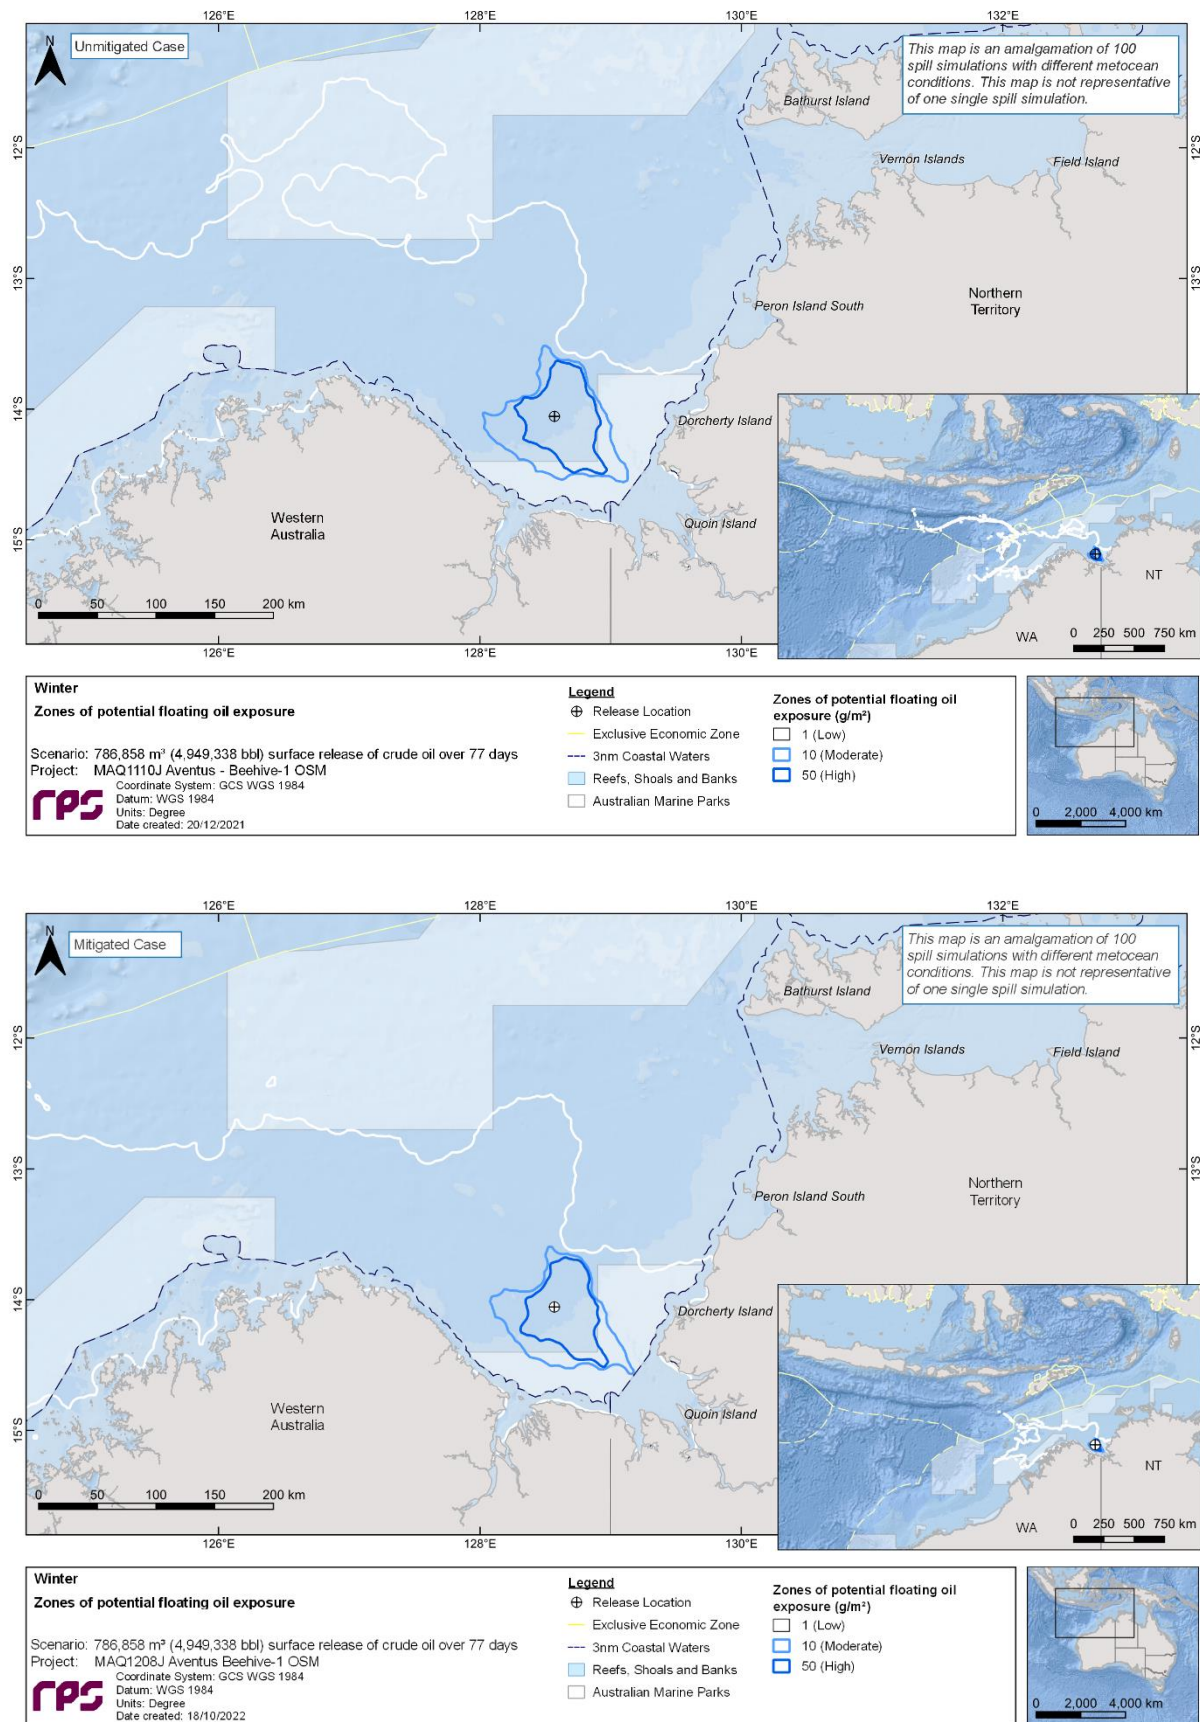 126°E
128°E
130°E
132°E
N
Unmitigated Case
This map is an amalgamation of 100
spill simulations with different metocean
conditions. This map is not representative
of one single spill simulation.
Bathurst Island
12°S
12°S
Vernon Islands
Field Island
13°S
13°S
Peron Island South
Northern
Territory
14°S
Dorcherty Island
Western
Australia
Quoin Island
15°S
NT
WA
0 50 100 150 200 km
0 250 500 750 km
126°E
128°E
130°E
Winter
Zones of potential floating oil exposure
Scenario: 786,858 m³ (4,949,338 bbl) surface release of crude oil over 77 days
Project: MAQ1110J Aventus - Beehive-1 OSM
rps
Coordinate System: GCS WGS 1984
Datum: WGS 1984
Units: Degree
Date created: 20/12/2021
Legend
Release Location
Exclusive Economic Zone
3nm Coastal Waters
Reefs, Shoals and Banks
Australian Marine Parks
Zones of potential floating oil
exposure (g/m²)
1 (Low)
10 (Moderate)
50 (High)
0 2,000 4,000 km
126°E
128°E
130°E
132°E
N
Mitigated Case
This map is an amalgamation of 100
spill simulations with different metocean
conditions. This map is not representative
of one single spill simulation.
Bathurst Island
12°S
12°S
Vernon Islands
Field Island
13°S
13°S
Peron Island South
Northern
Territory
14°S
Dorcherty Island
Western
Australia
Quoin Island
15°S
NT
WA
0 50 100 150 200 km
0 250 500 750 km
126°E
128°E
130°E
Winter
Zones of potential floating oil exposure
Scenario: 786,858 m³ (4,949,338 bbl) surface release of crude oil over 77 days
Project: MAQ1208J Aventus Beehive-1 OSM
rps
Coordinate System: GCS WGS 1984
Datum: WGS 1984
Units: Degree
Date created: 18/10/2022
Legend
Release Location
Exclusive Economic Zone
3nm Coastal Waters
Reefs, Shoals and Banks
Australian Marine Parks
Zones of potential floating oil
exposure (g/m²)
1 (Low)
10 (Moderate)
50 (High)
0 2,000 4,000 km